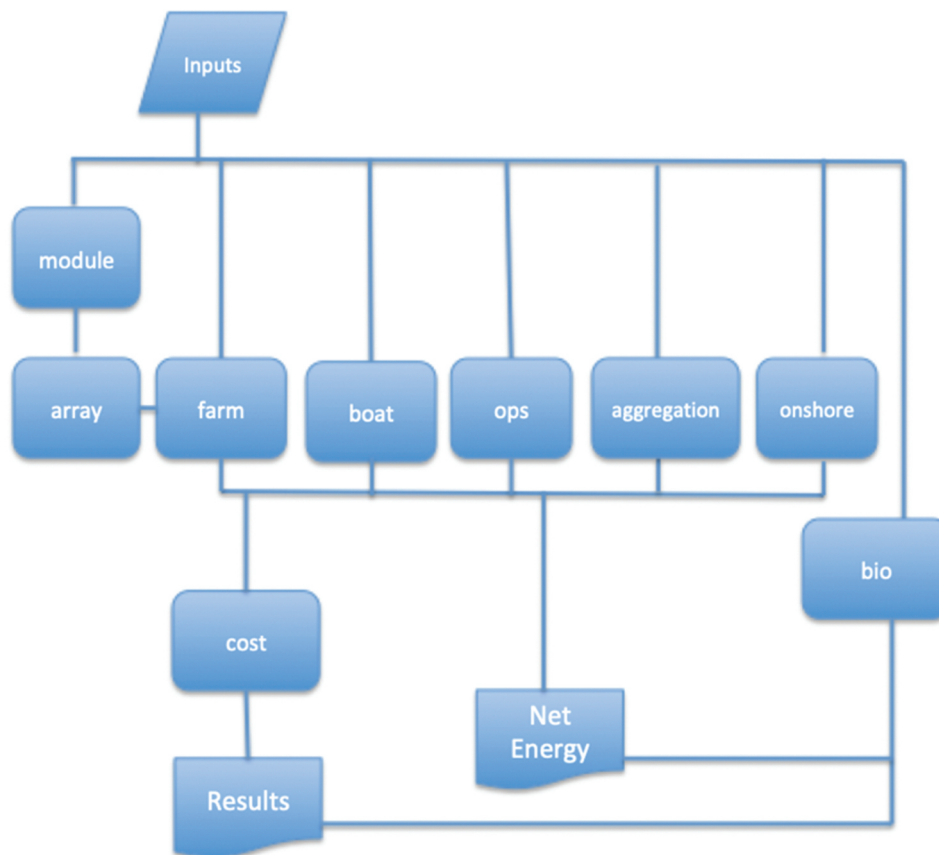 Inputs
module
array
farm
boat
ops
aggregation
onshore
bio
cost
Net
Energy
Results